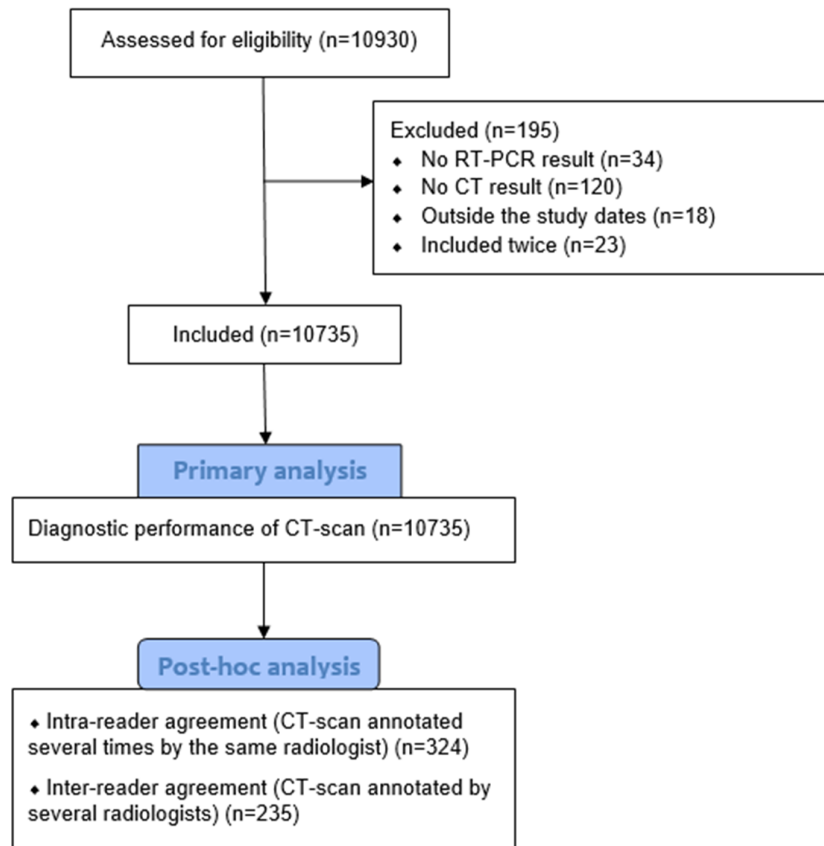 Assessed for eligibility (n=10930)
Excluded (n=195)
⬥ No RT-PCR result (n=34)
⬥ No CT result (n=120)
⬥ Outside the study dates (n=18)
⬥ Included twice (n=23)
Included (n=10735)
Primary analysis
Diagnostic performance of CT-scan (n=10735)
Post-hoc analysis
⬥ Intra-reader agreement (CT-scan annotated
several times by the same radiologist) (n=324)
⬥ Inter-reader agreement (CT-scan annotated by
several radiologists) (n=235)